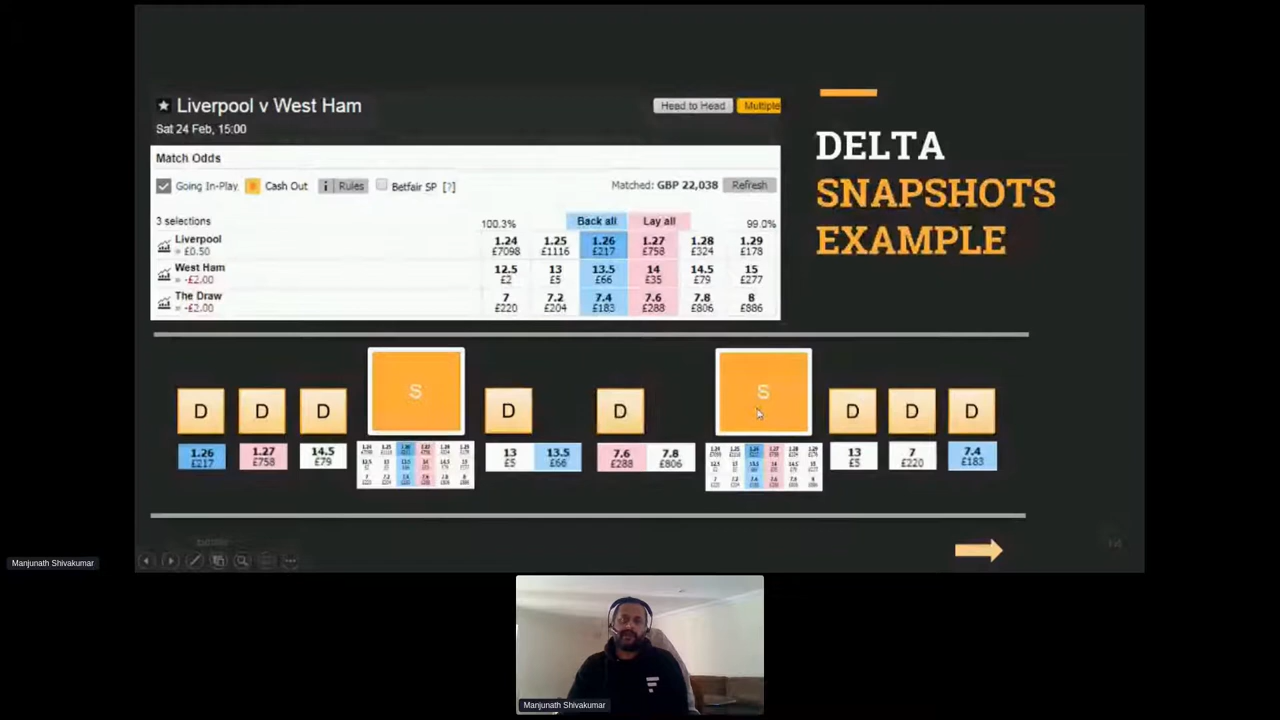 Liverpool v West Ham
Head to Head
Multiple
Sat 24 Feb, 15:00
Match Odds
Going In-Play
Cash Out
i Rules
Betfair SP [?]
Matched: GBP 22,038
Refresh
3 selections
100.3%
Back all
Lay all
99.0%
Liverpool
= £0.50
1.24 1.25 1.26 1.27 1.28 1.29
£7098 £1116 £217 £758 £324 £178
West Ham
= -£2.00
12.5 13 13.5 14 14.5 15
£2 £5 £66 £35 £79 £277
The Draw
= -£2.00
7 7.2 7.4 7.6 7.8 8
£220 £204 £183 £288 £806 £886
DELTA
SNAPSHOTS
EXAMPLE
D D D S D D S D D D
1.26 1.27 14.5 13 13.5 7.6 7.8 13 7 7.4
£217 £758 £79 £5 £66 £288 £806 £5 £220 £183
Manjunath Shivakumar
Manjunath Shivakumar